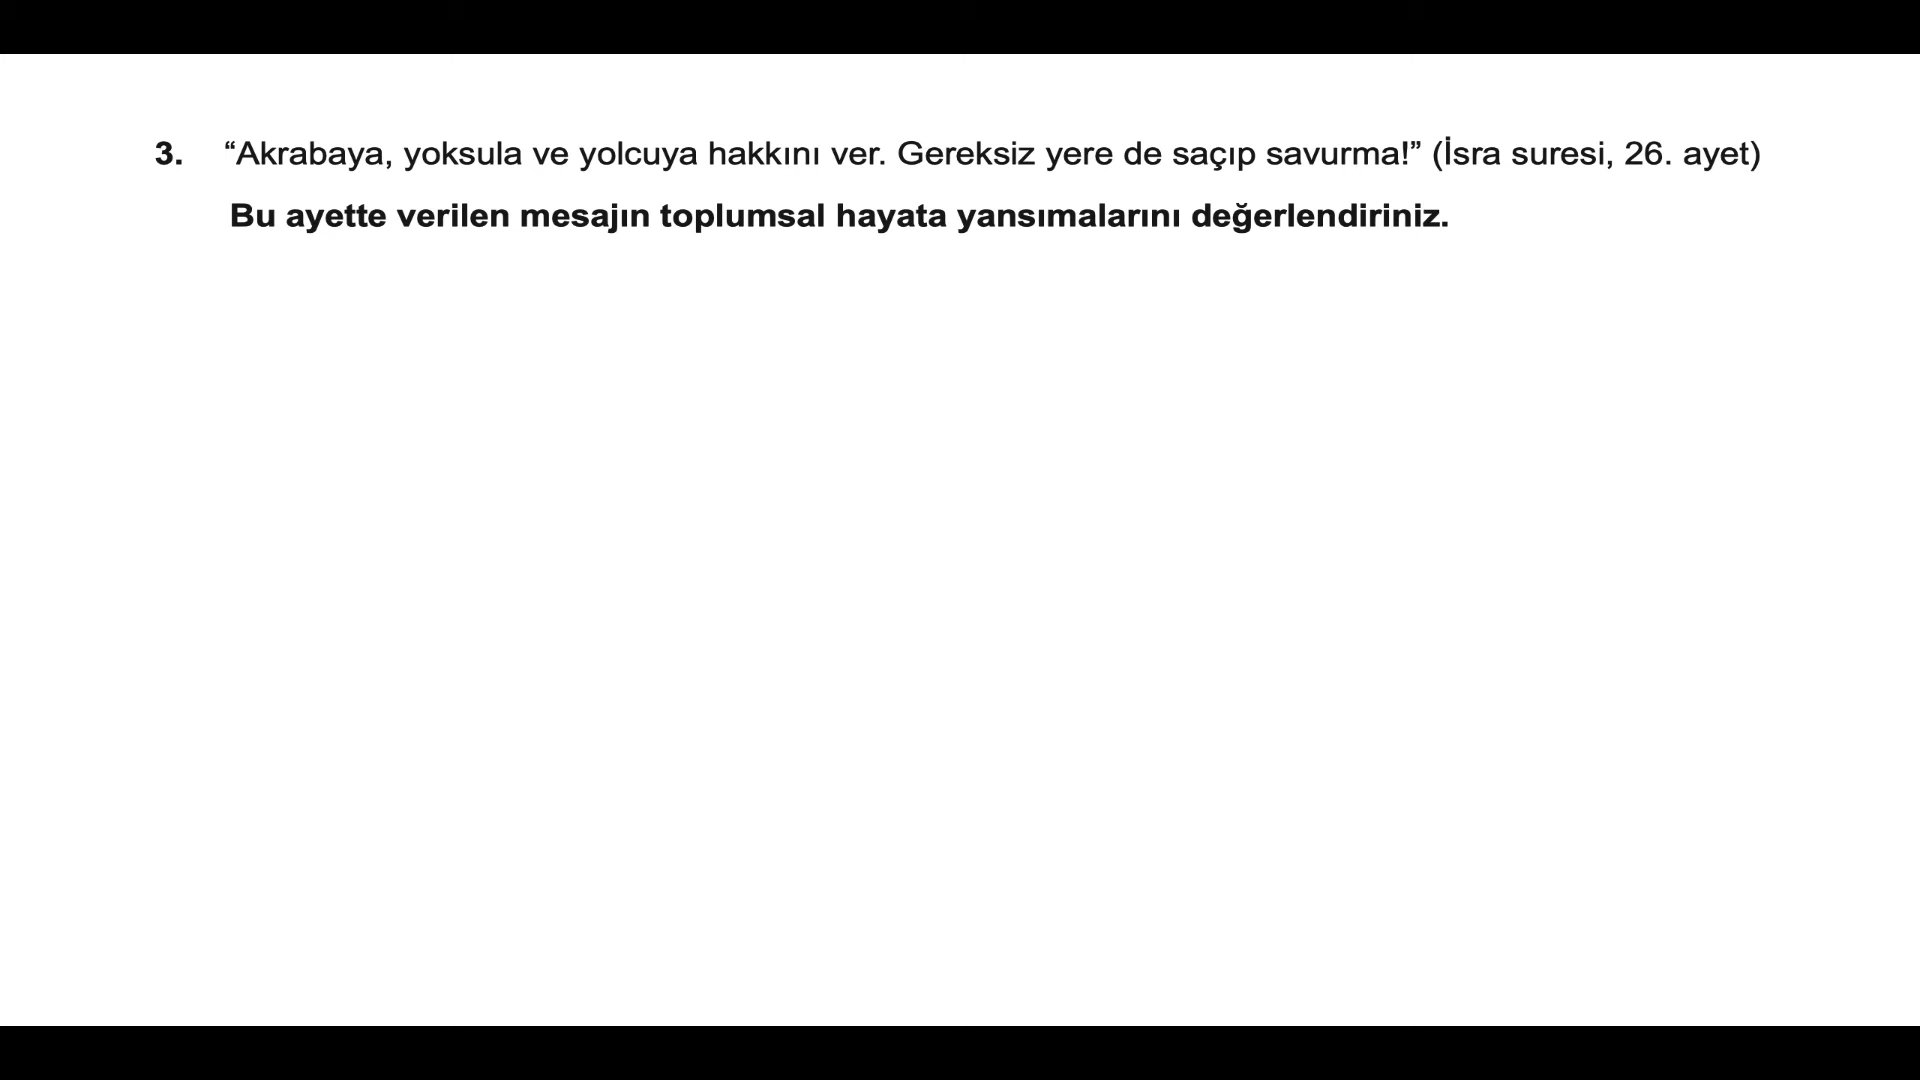 3. “Akrabaya, yoksula ve yolcuya hakkını ver. Gereksiz yere de saçıp savurma!” (İsra suresi, 26. ayet)
Bu ayette verilen mesajın toplumsal hayata yansımalarını değerlendiriniz.